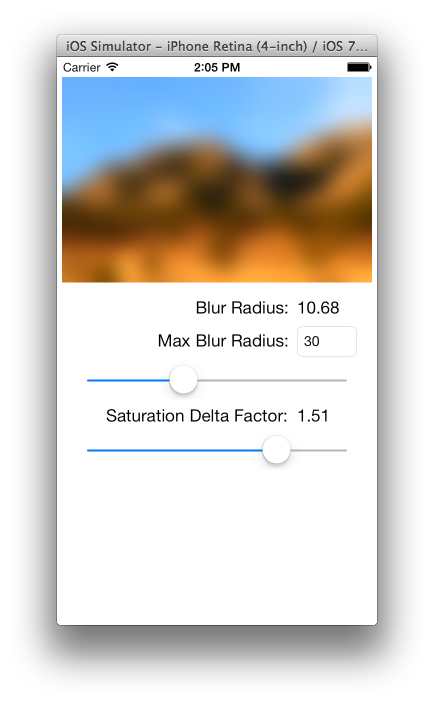 iOS Simulator – iPhone Retina (4-inch) / iOS 7...
Carrier 2:05 PM
Blur Radius: 10.68
Max Blur Radius: 30
Saturation Delta Factor: 1.51